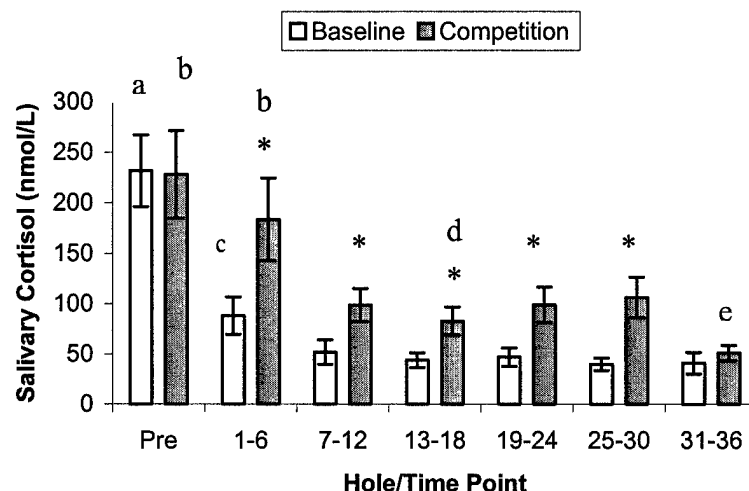 Baseline Competition
a b b
* 
c * d * *
*
e
300
250
200
150
100
50
0
Salivary Cortisol (nmol/L)
Pre 1-6 7-12 13-18 19-24 25-30 31-36
Hole/Time Point